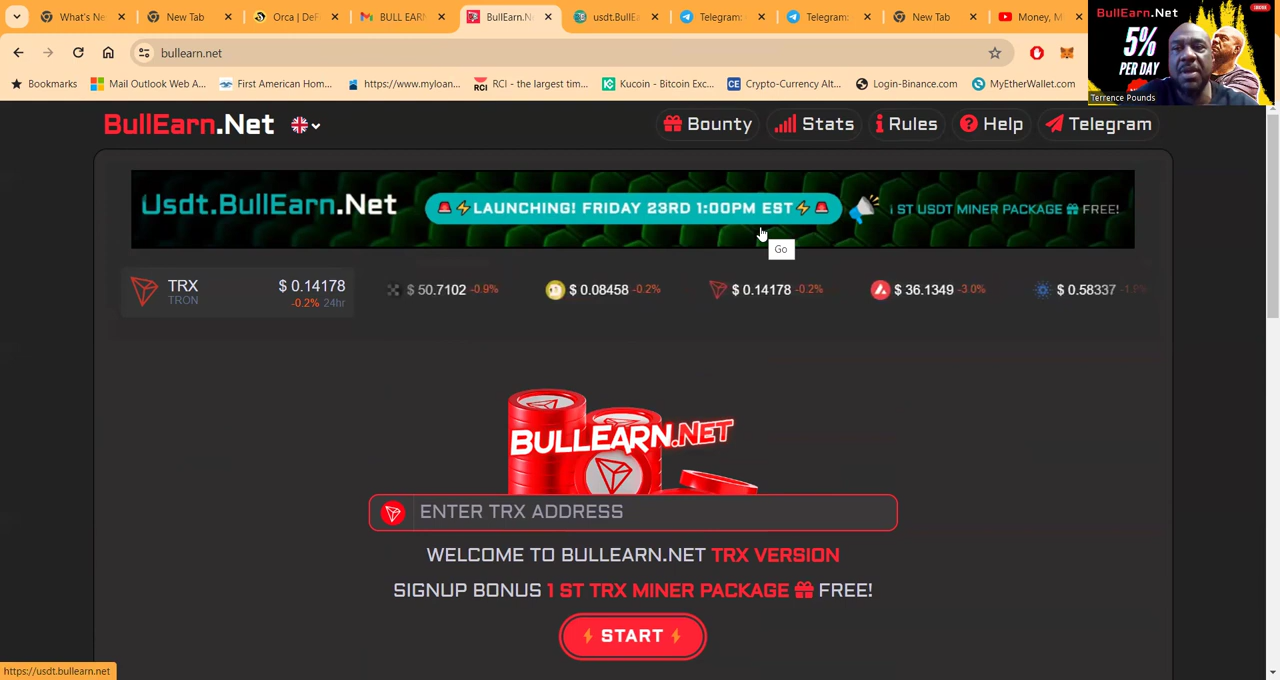 What's Ne
New Tab
Orca | DeF
BULL EARN
BullEarn.N
usdt.BullEa
Telegram:
Telegram:
New Tab
Money, M
bullearn.net
Bookmarks
Mail Outlook Web A...
First American Hom...
https://www.myloan...
RCI - the largest tim...
Kucoin - Bitcoin Exc...
Crypto-Currency Alt...
Login-Binance.com
MyEtherWallet.com
BullEarn.Net
5%
PER DAY
Terrence Pounds
BullEarn.Net
Bounty
Stats
Rules
Help
Telegram
Usdt.BullEarn.Net
LAUNCHING! FRIDAY 23RD 1:00PM EST
1 ST USDT MINER PACKAGE FREE!
Go
TRX
TRON
$ 0.14178
-0.2% 24hr
$ 50.7102 -0.9%
$ 0.08458 -0.2%
$ 0.14178 -0.2%
$ 36.1349 -3.0%
$ 0.58337
BULLEARN.NET
ENTER TRX ADDRESS
WELCOME TO BULLEARN.NET TRX VERSION
SIGNUP BONUS 1 ST TRX MINER PACKAGE FREE!
START
https://usdt.bullearn.net